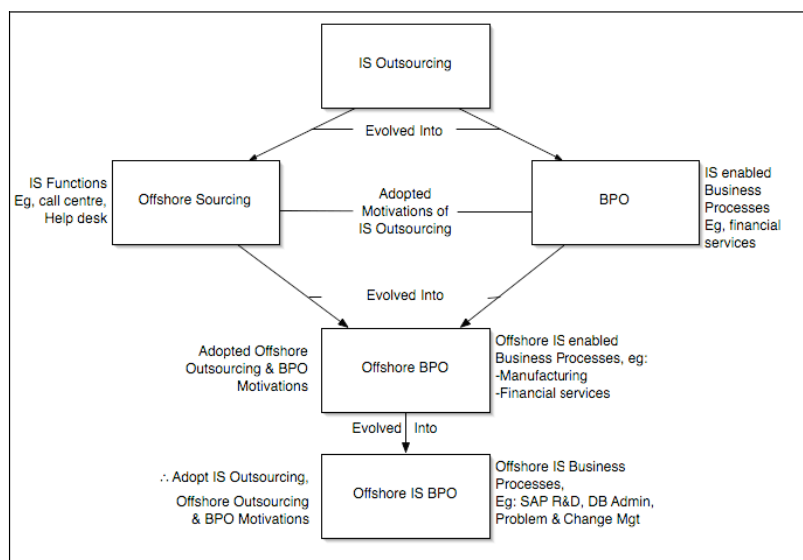 IS Outsourcing
Evolved Into
IS Functions
Eg, call centre,
Help desk
Offshore Sourcing
Adopted
Motivations of
IS Outsourcing
BPO
IS enabled
Business
Processes
Eg, financial
services
Evolved Into
Adopted Offshore
Outsourcing & BPO
Motivations
Offshore BPO
Offshore IS enabled
Business Processes, eg:
-Manufacturing
-Financial services
Evolved Into
∴ Adopt IS Outsourcing,
Offshore Outsourcing
& BPO Motivations
Offshore IS BPO
Offshore IS Business
Processes,
Eg: SAP R&D, DB Admin,
Problem & Change Mgt